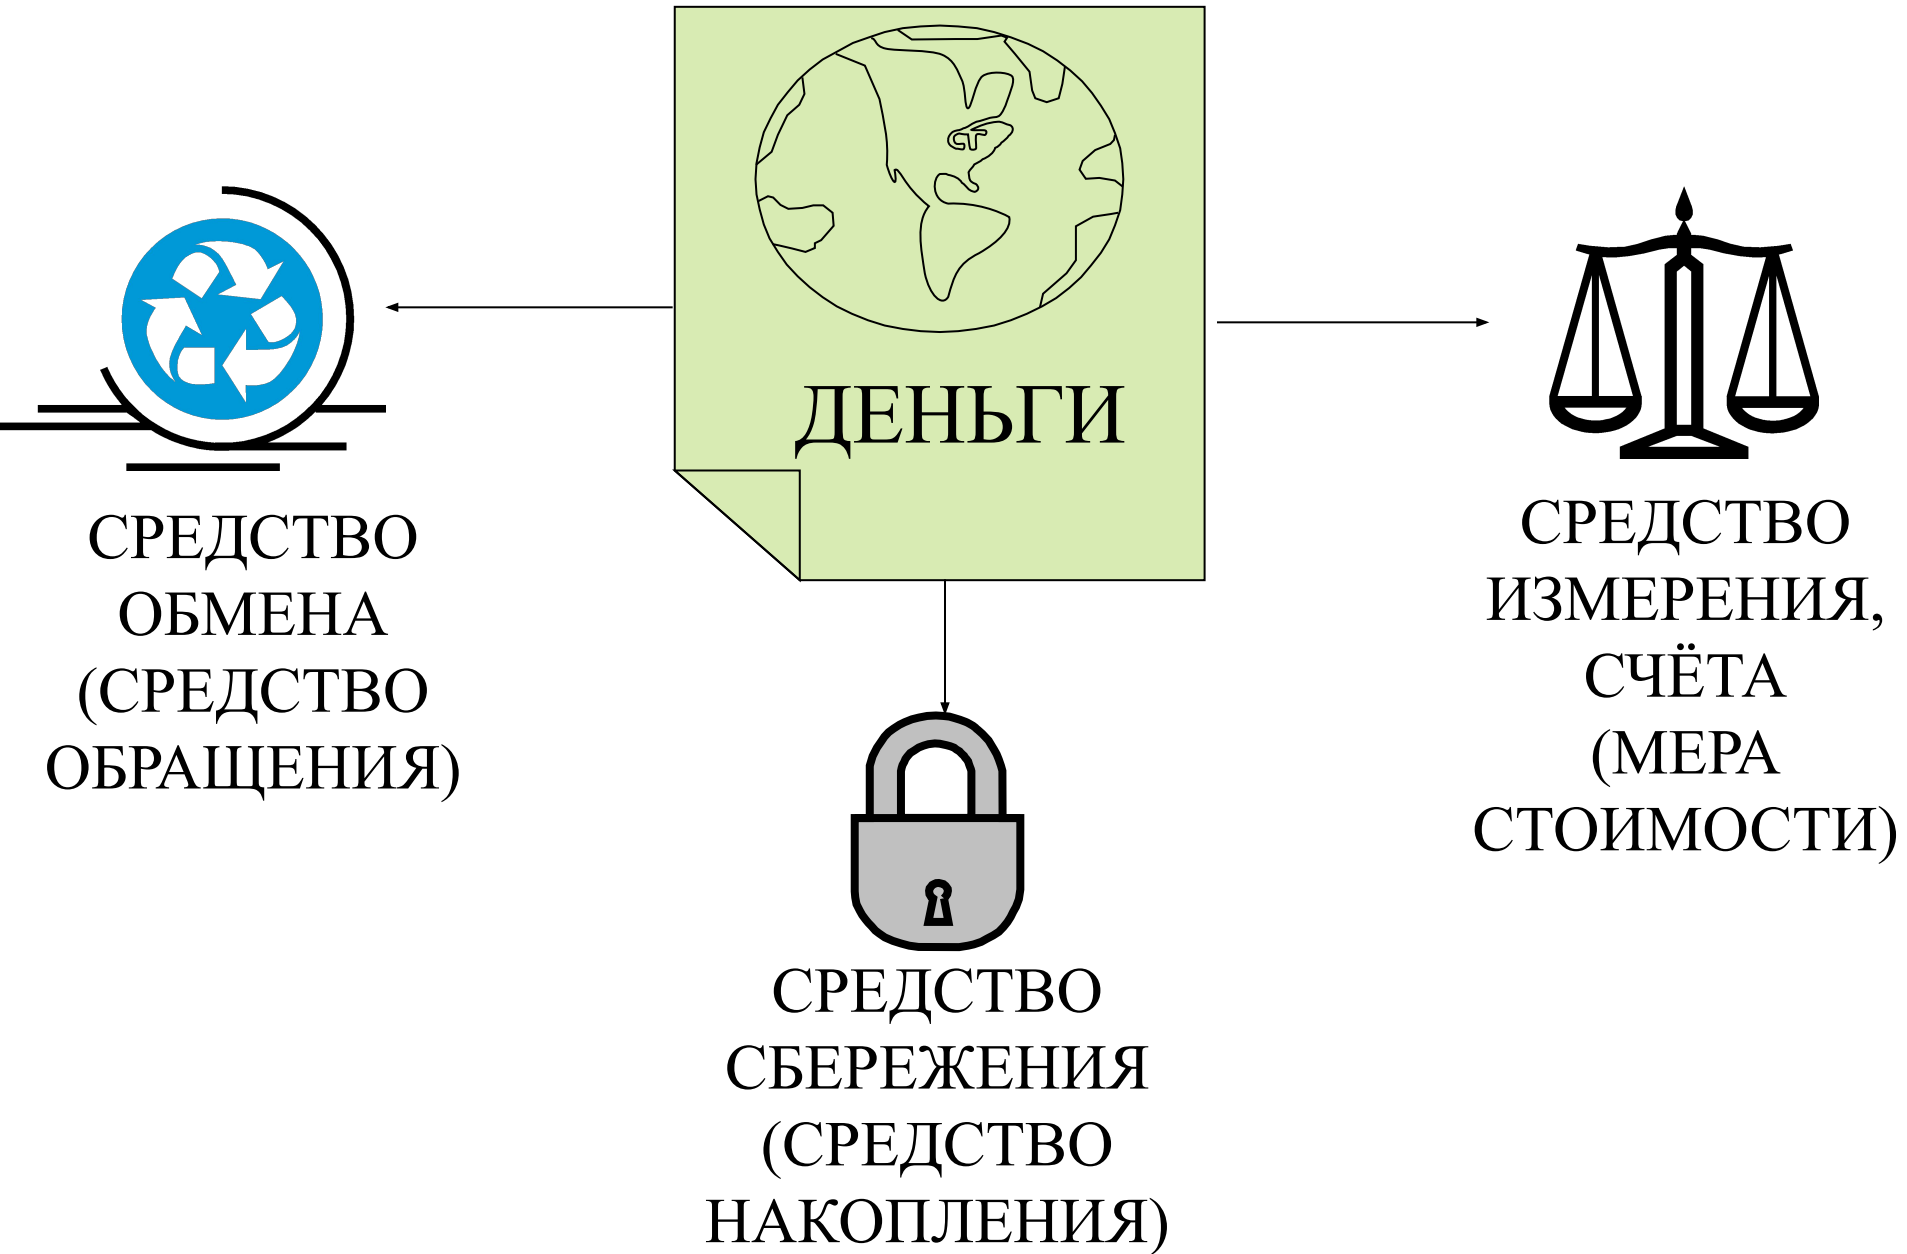 ДЕНЬГИ
СРЕДСТВО
ОБМЕНА
(СРЕДСТВО
ОБРАЩЕНИЯ)
СРЕДСТВО
СБЕРЕЖЕНИЯ
(СРЕДСТВО
НАКОПЛЕНИЯ)
СРЕДСТВО
ИЗМЕРЕНИЯ,
СЧЁТА
(МЕРА
СТОИМОСТИ)